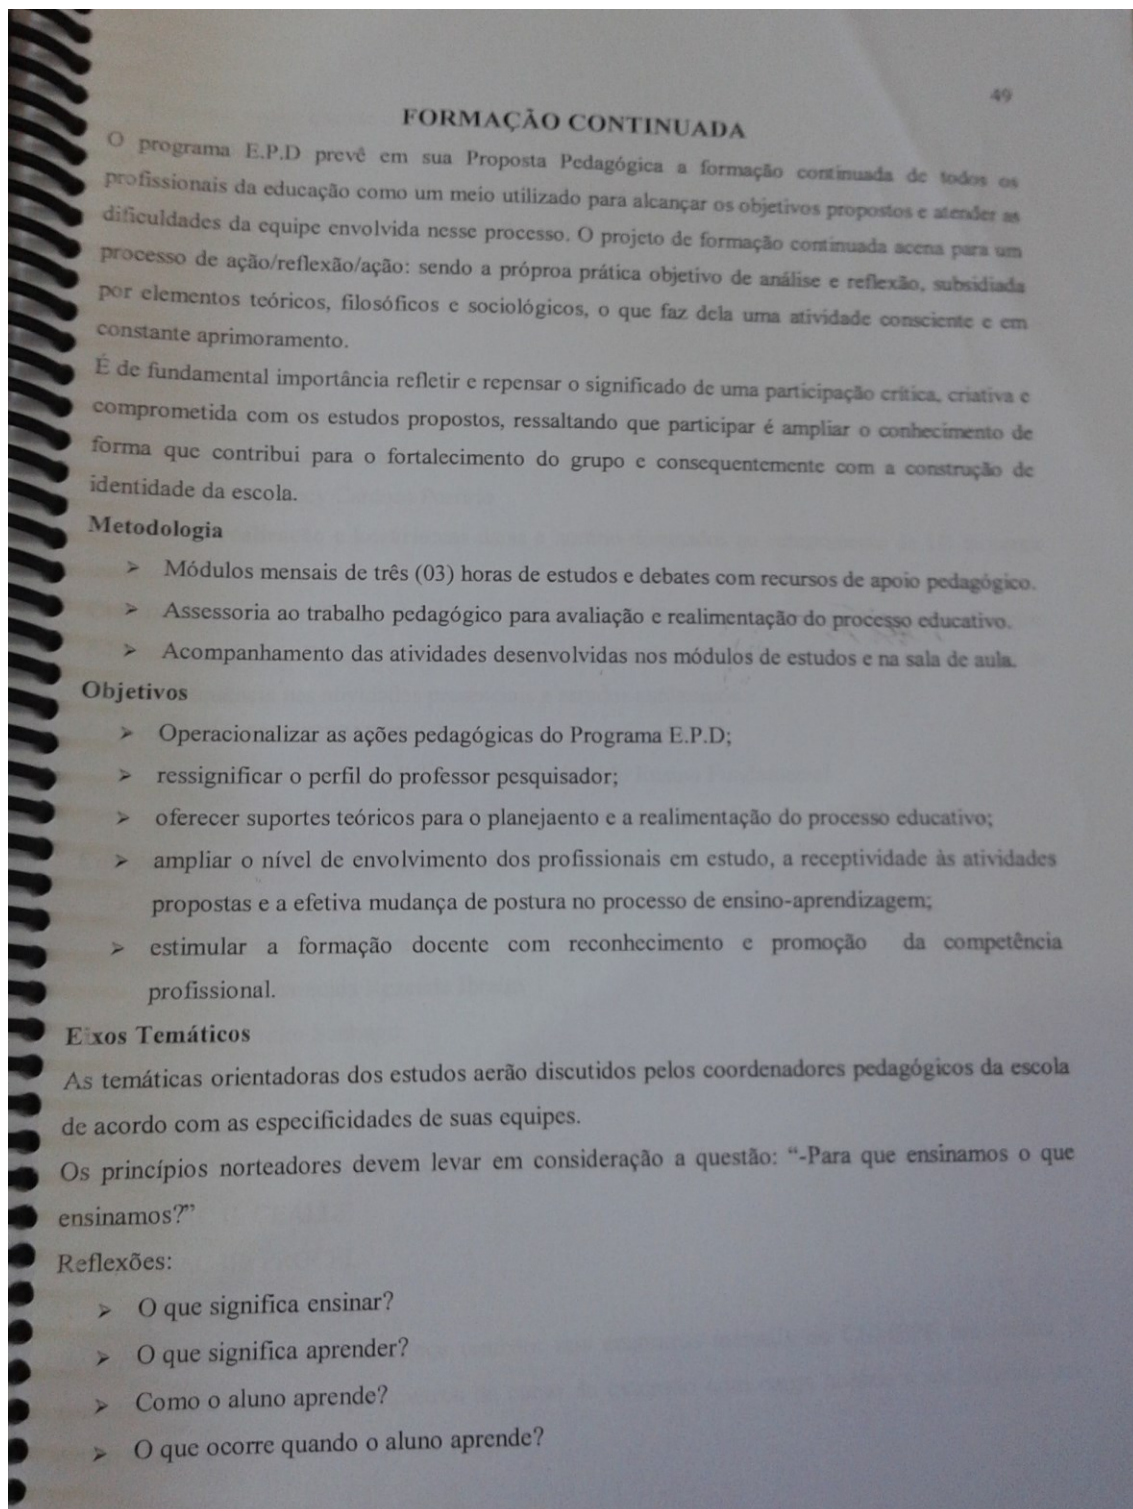 49
FORMAÇÃO CONTINUADA
O programa E.P.D prevê em sua Proposta Pedagógica a formação continuada de todos os
profissionais da educação como um meio utilizado para alcançar os objetivos propostos e atender as
dificuldades da equipe envolvida nesse processo. O projeto de formação continuada acena para um
processo de ação/reflexão/ação: sendo a próproa prática objetivo de análise e reflexão, subsidiada
por elementos teóricos, filosóficos e sociológicos, o que faz dela uma atividade consciente e em
constante aprimoramento.
É de fundamental importância refletir e repensar o significado de uma participação crítica, criativa e
comprometida com os estudos propostos, ressaltando que participar é ampliar o conhecimento de
forma que contribui para o fortalecimento do grupo e consequentemente com a construção de
identidade da escola.
Metodologia
➢ Módulos mensais de três (03) horas de estudos e debates com recursos de apoio pedagógico.
➢ Assessoria ao trabalho pedagógico para avaliação e realimentação do processo educativo.
➢ Acompanhamento das atividades desenvolvidas nos módulos de estudos e na sala de aula.
Objetivos
➢ Operacionalizar as ações pedagógicas do Programa E.P.D;
➢ ressignificar o perfil do professor pesquisador;
➢ oferecer suportes teóricos para o planejaento e a realimentação do processo educativo;
➢ ampliar o nível de envolvimento dos profissionais em estudo, a receptividade às atividades
propostas e a efetiva mudança de postura no processo de ensino-aprendizagem;
➢ estimular a formação docente com reconhecimento e promoção da competência
profissional.
Eixos Temáticos
As temáticas orientadoras dos estudos aerão discutidos pelos coordenadores pedagógicos da escola
de acordo com as especificidades de suas equipes.
Os princípios norteadores devem levar em consideração a questão: “-Para que ensinamos o que
ensinamos?”
Reflexões:
➢ O que significa ensinar?
➢ O que significa aprender?
➢ Como o aluno aprende?
➢ O que ocorre quando o aluno aprende?